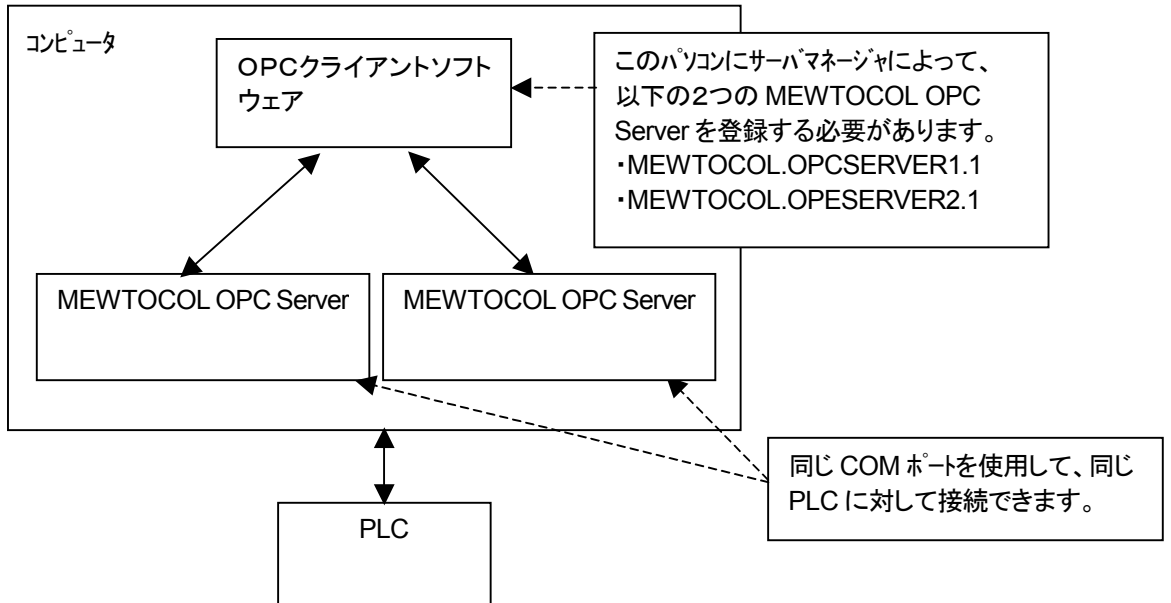 コンピュータ
OPCクライアントソフト
ウェア
このパソコンにサーバマネージャによって、
以下の2つの MEWTOCOL OPC
Server を登録する必要があります。
・MEWTOCOL.OPCSERVER1.1
・MEWTOCOL.OPESERVER2.1
MEWTOCOL OPC Server
MEWTOCOL OPC Server
同じ COM ポートを使用して、同じ
PLC に対して接続できます。
PLC